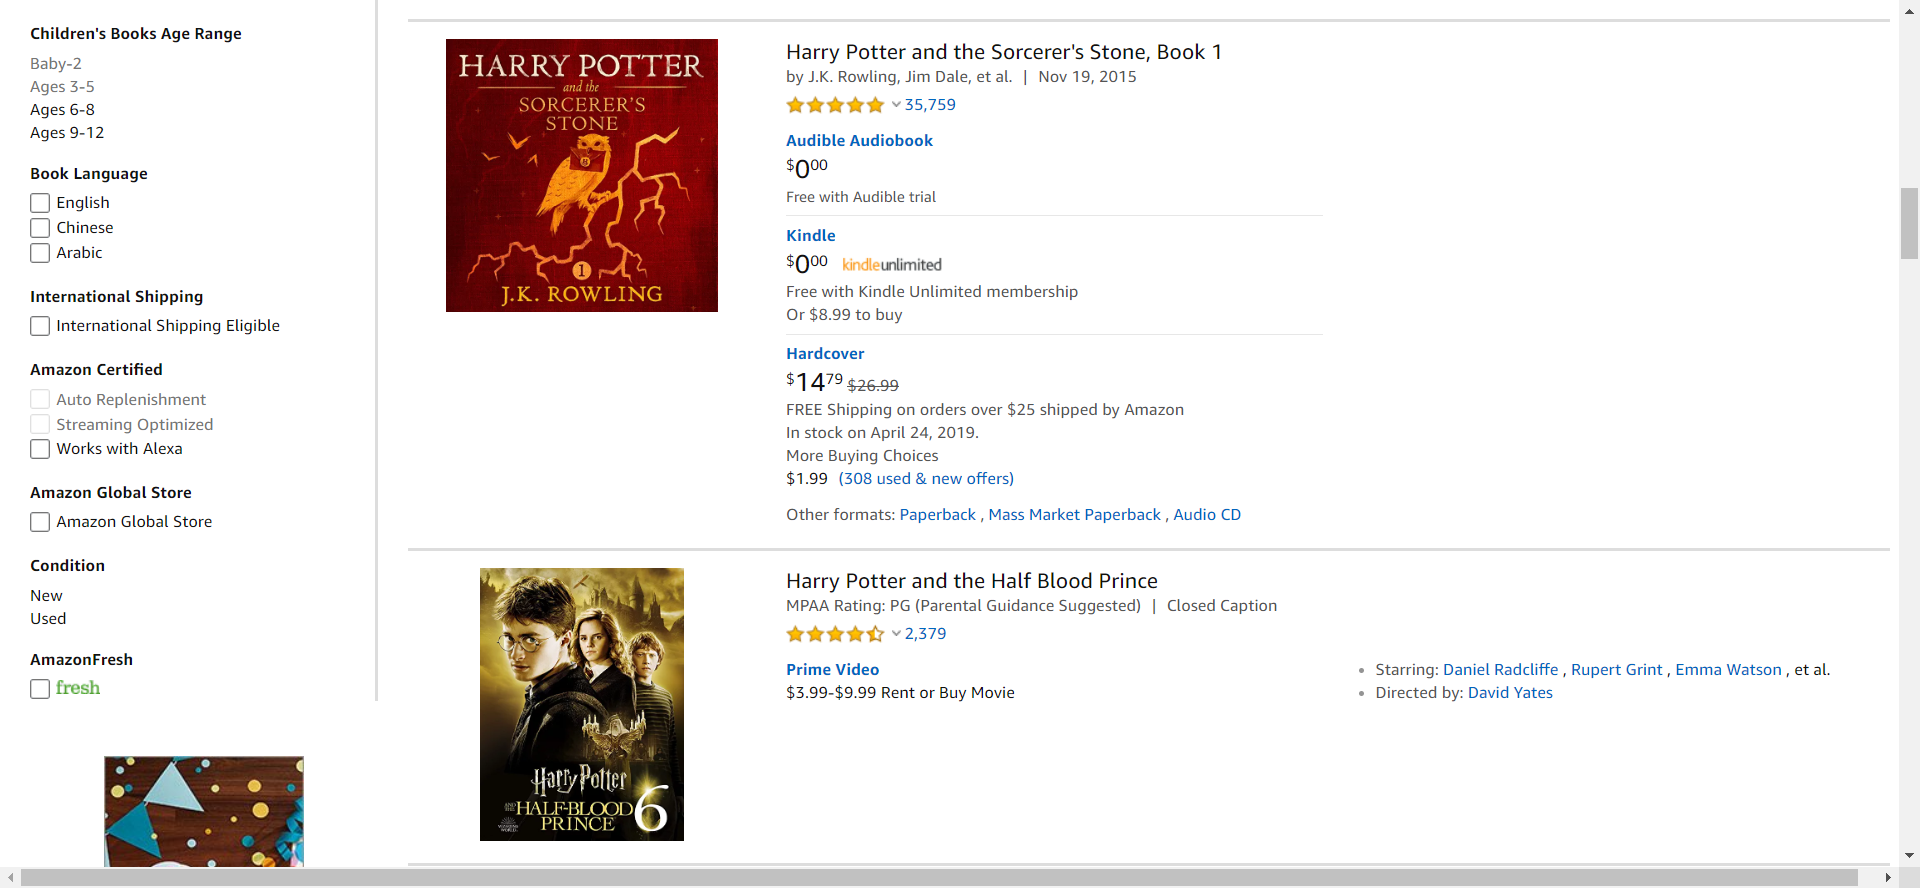 Children's Books Age Range
Baby-2
Ages 3-5
Ages 6-8
Ages 9-12
Book Language
English
Chinese
Arabic
International Shipping
International Shipping Eligible
Amazon Certified
Auto Replenishment
Streaming Optimized
Works with Alexa
Amazon Global Store
Amazon Global Store
Condition
New
Used
AmazonFresh
fresh
HARRY POTTER
and the
SORCERER'S
STONE
1
J.K. ROWLING
Harry Potter and the Sorcerer's Stone, Book 1
by J.K. Rowling, Jim Dale, et al. | Nov 19, 2015
35,759
Audible Audiobook
$0.00
Free with Audible trial
Kindle
$0.00 kindleunlimited
Free with Kindle Unlimited membership
Or $8.99 to buy
Hardcover
$14.79 $26.99
FREE Shipping on orders over $25 shipped by Amazon
In stock on April 24, 2019.
More Buying Choices
$1.99 (308 used & new offers)
Other formats: Paperback , Mass Market Paperback , Audio CD
Harry Potter
AND THE
HALF-BLOOD
PRINCE
6
WIZARDING
WORLD
Harry Potter and the Half Blood Prince
MPAA Rating: PG (Parental Guidance Suggested) | Closed Caption
2,379
Prime Video
$3.99-$9.99 Rent or Buy Movie
Starring: Daniel Radcliffe , Rupert Grint , Emma Watson , et al.
Directed by: David Yates